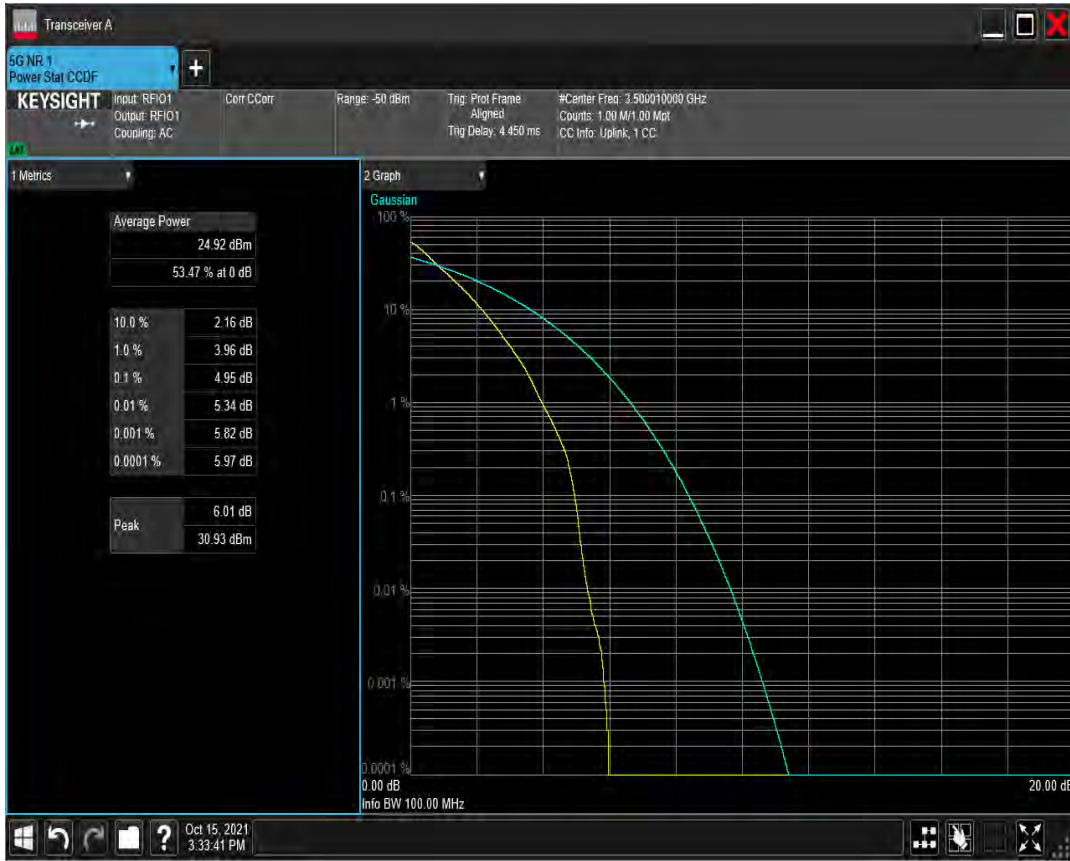 Transceiver A
5G NR 1
Power Stat CCDF
+
KEYSIGHT
Input: RFIO1
Output: RFIO1
Coupling: AC
Corr CCorr
Range: -50 dBm
Trig: Prot Frame
Aligned
Trig Delay: 4.450 ms
#Center Freq: 3.500010000 GHz
Counts: 1.00 M/1.00 Mpt
CC Info: Uplink, 1 CC
1 Metrics
Average Power
24.92 dBm
53.47 % at 0 dB
10.0 % 2.16 dB
1.0 % 3.96 dB
0.1 % 4.95 dB
0.01 % 5.34 dB
0.001 % 5.82 dB
0.0001 % 5.97 dB
Peak 6.01 dB
30.93 dBm
2 Graph
Gaussian
100 %
10 %
1 %
0.1 %
0.01 %
0.001 %
0.0001 %
0.00 dB
20.00 dB
Info BW 100.00 MHz
?
Oct 15, 2021
3:33:41 PM